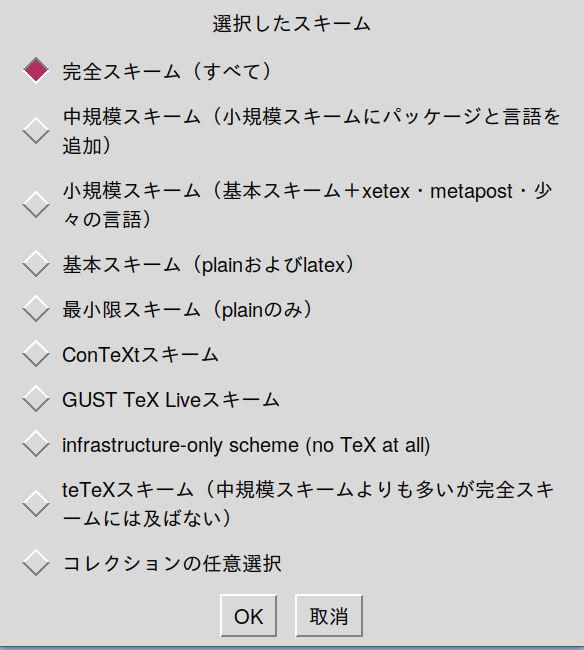 選択したスキーム
完全スキーム（すべて）
中規模スキーム（小規模スキームにパッケージと言語を
追加）
小規模スキーム（基本スキーム＋xetex・metapost・少
々の言語）
基本スキーム（plainおよびlatex）
最小限スキーム（plainのみ）
ConTeXtスキーム
GUST TeX Liveスキーム
infrastructure-only scheme (no TeX at all)
teTeXスキーム（中規模スキームよりも多いが完全スキ
ームには及ばない）
コレクションの任意選択
OK 取消